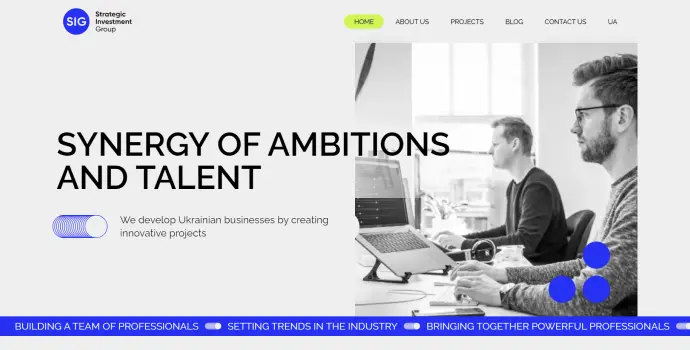 SIG
Strategic
Investment
Group
HOME
ABOUT US
PROJECTS
BLOG
CONTACT US
UA
SYNERGY OF AMBITIONS
AND TALENT
We develop Ukrainian businesses by creating
innovative projects
BUILDING A TEAM OF PROFESSIONALS
SETTING TRENDS IN THE INDUSTRY
BRINGING TOGETHER POWERFUL PROFESSIONALS